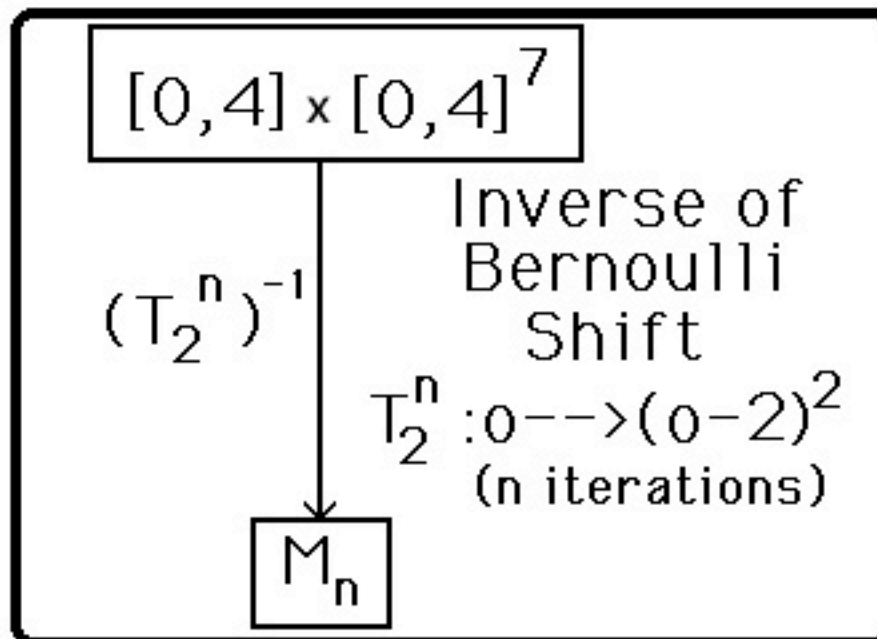 [0,4] x [0,4]^7
Inverse of
Bernoulli
Shift
(T_2^n)^-1
T_2^n :o-->(o-2)^2
(n iterations)
M_n